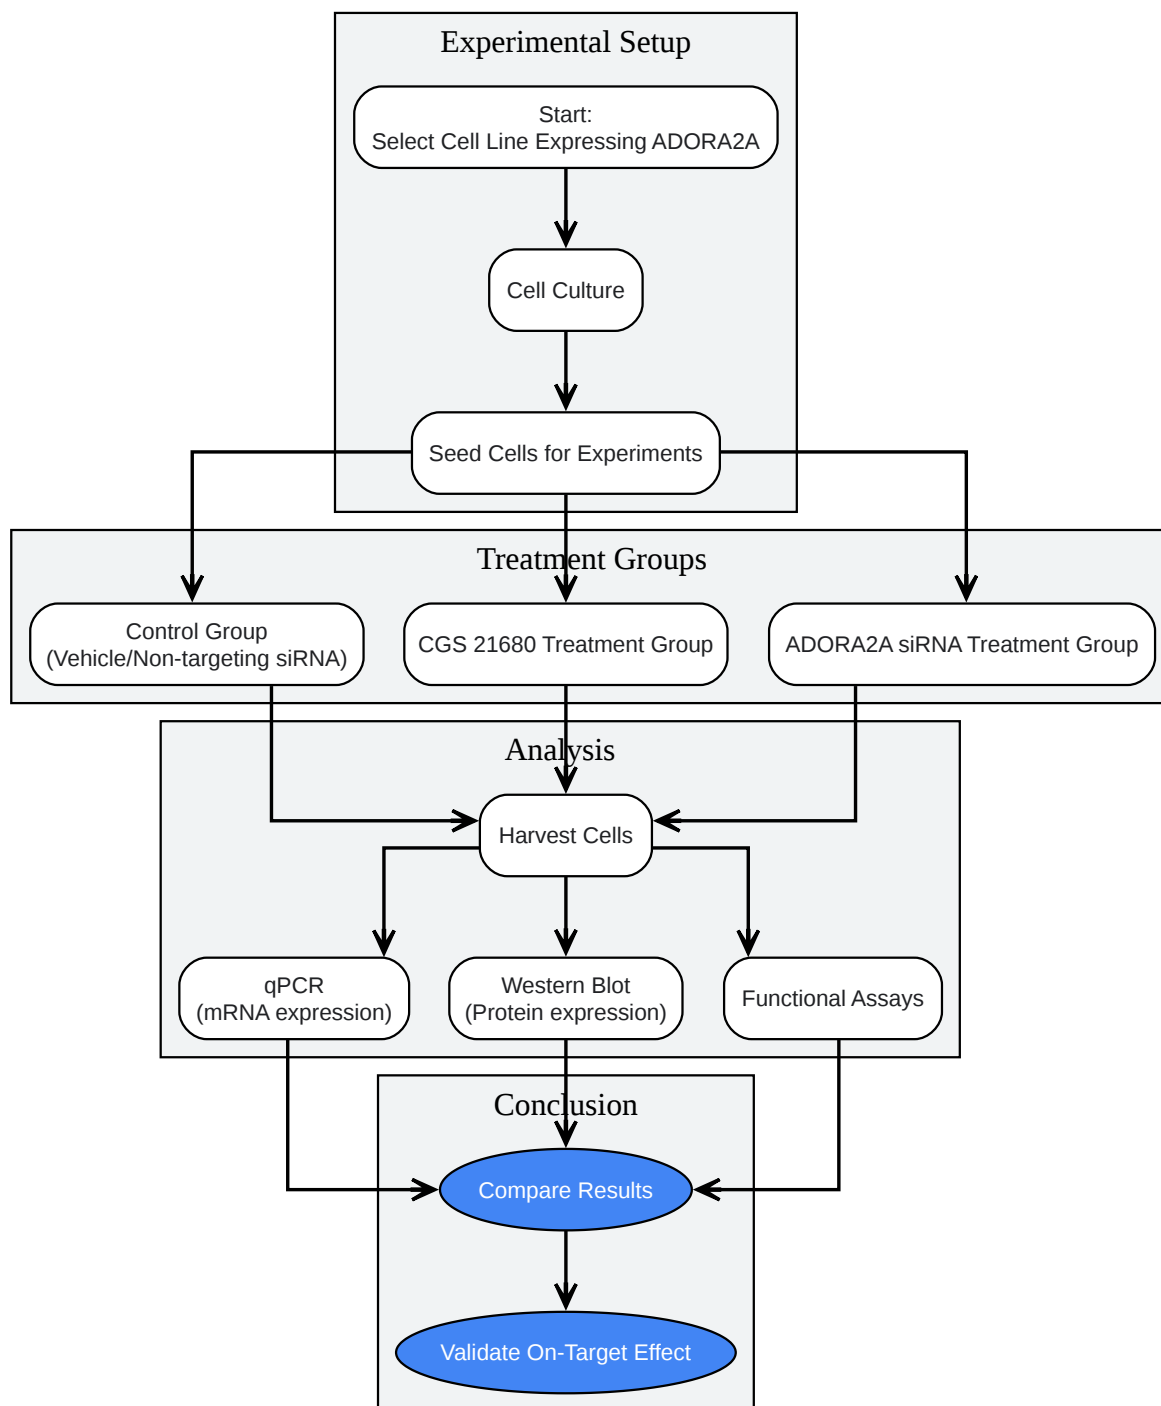 Experimental Setup
Start:
Select Cell Line Expressing ADORA2A
Cell Culture
Seed Cells for Experiments
Treatment Groups
Control Group
(Vehicle/Non-targeting siRNA)
CGS 21680 Treatment Group
ADORA2A siRNA Treatment Group
Analysis
Harvest Cells
qPCR
(mRNA expression)
Western Blot
(Protein expression)
Functional Assays
Conclusion
Compare Results
Validate On-Target Effect